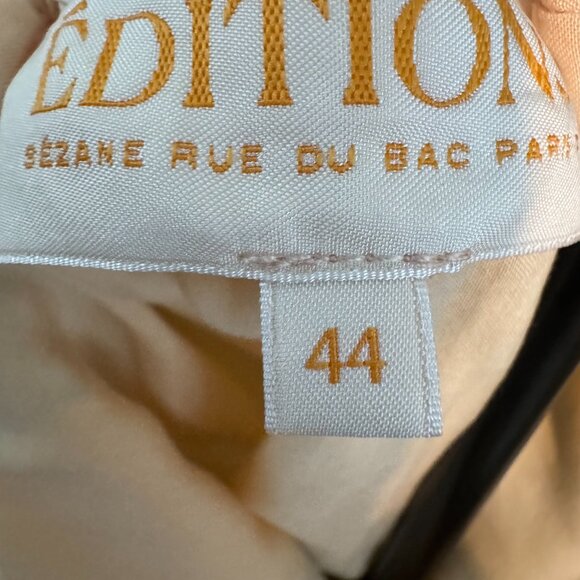 ÉDITION
SÉZANE RUE DU BAC PARIS
44